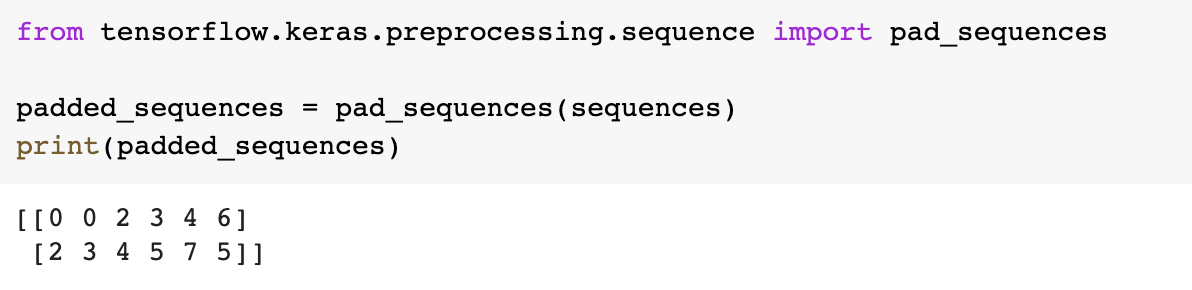 from tensorflow.keras.preprocessing.sequence import pad_sequences
padded_sequences = pad_sequences(sequences)
print(padded_sequences)
[[0 0 2 3 4 6]
 [2 3 4 5 7 5]]